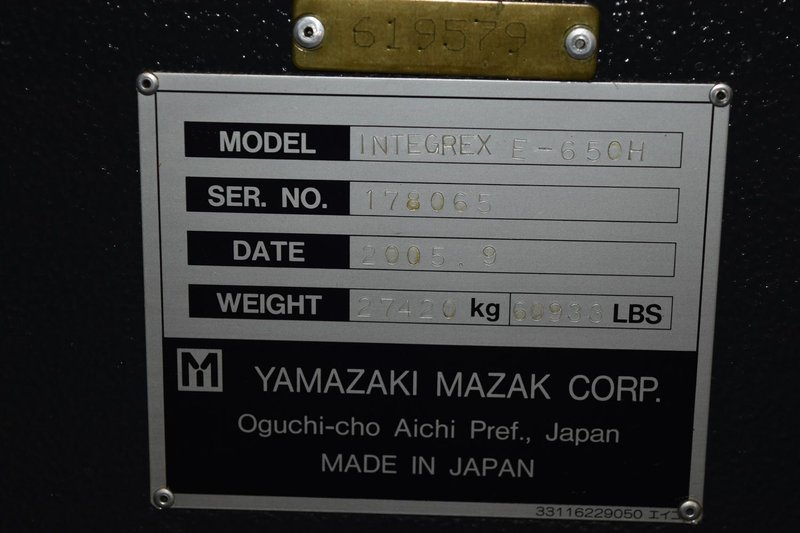 619579
MODEL INTEGREX E-650H
SER. NO. 178065
DATE 2005.9
WEIGHT 27420 kg 60933 LBS
YAMAZAKI MAZAK CORP.
Oguchi-cho Aichi Pref., Japan
MADE IN JAPAN
33116229050